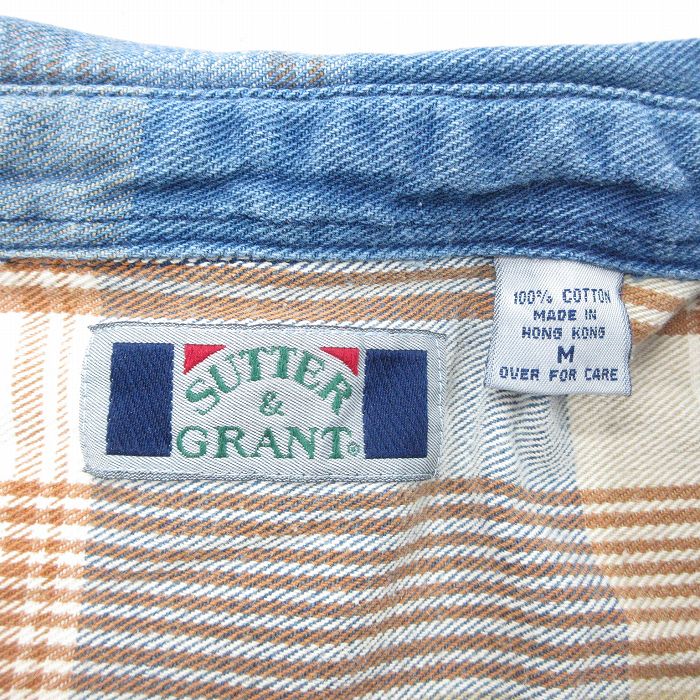 SUTTER
&
GRANT®
100% COTTON
MADE IN
HONG KONG
M
OVER FOR CARE